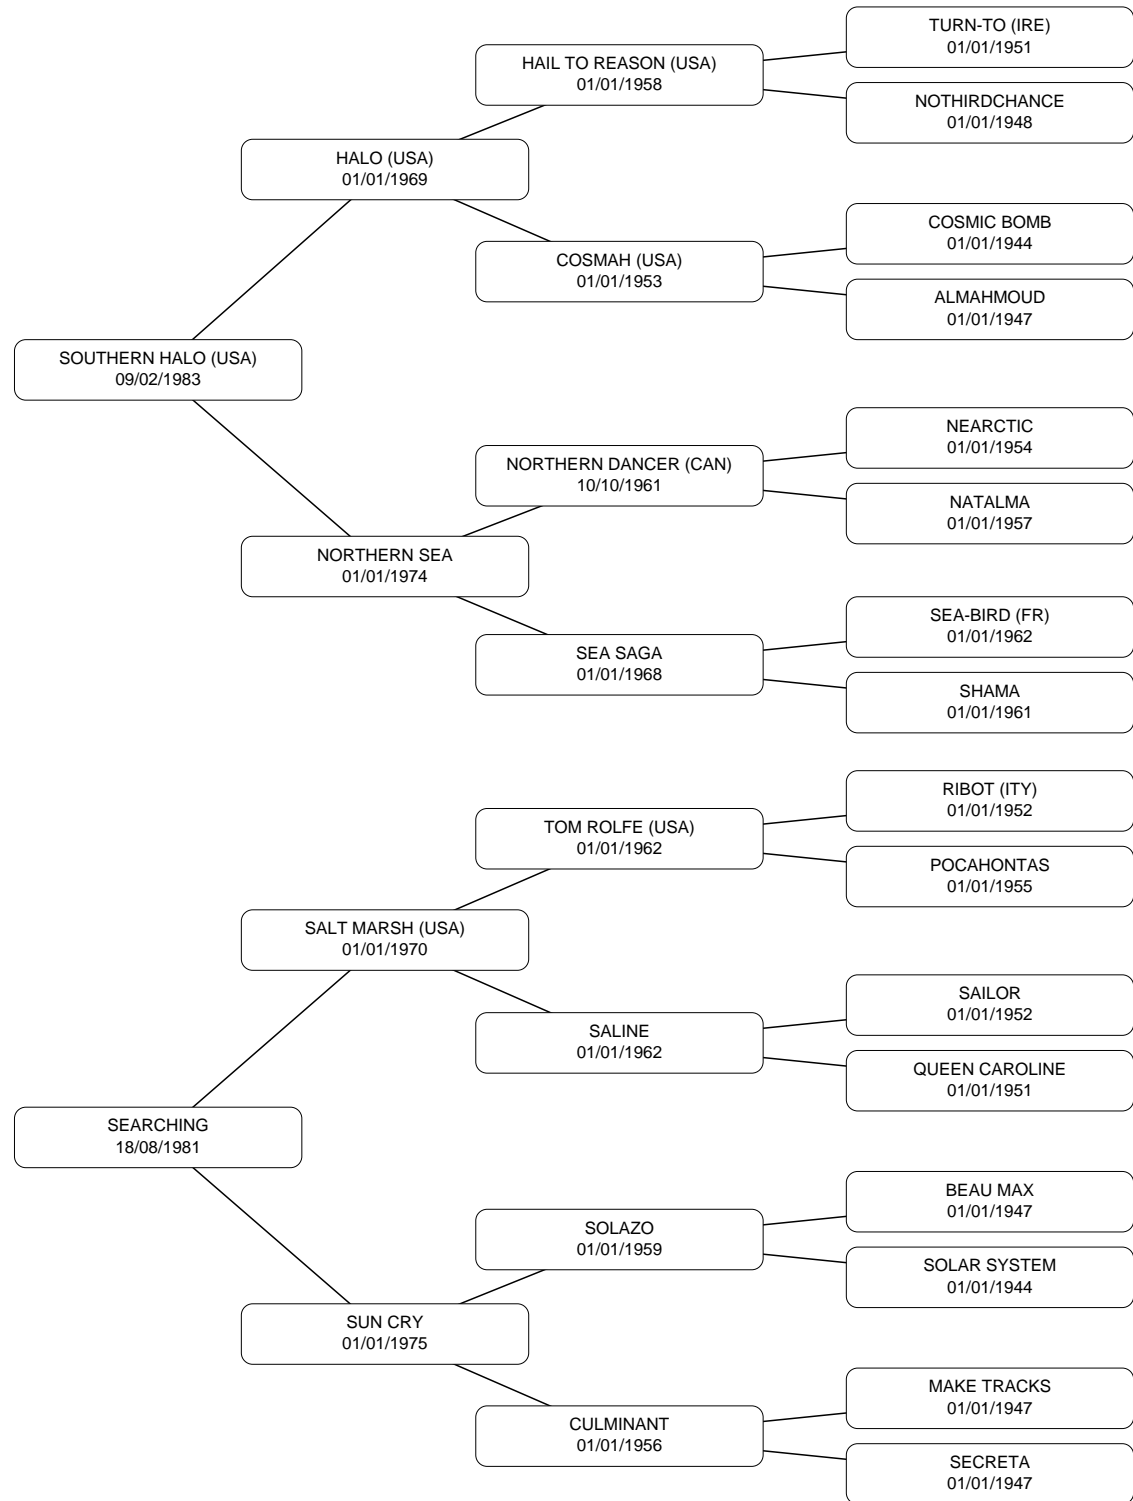 TURN-TO (IRE)
01/01/1951
HAIL TO REASON (USA)
01/01/1958
NOTHIRDCHANCE
01/01/1948
HALO (USA)
01/01/1969
COSMIC BOMB
01/01/1944
COSMAH (USA)
01/01/1953
ALMAHMOUD
01/01/1947
SOUTHERN HALO (USA)
09/02/1983
NEARCTIC
01/01/1954
NORTHERN DANCER (CAN)
10/10/1961
NATALMA
01/01/1957
NORTHERN SEA
01/01/1974
SEA-BIRD (FR)
01/01/1962
SEA SAGA
01/01/1968
SHAMA
01/01/1961
RIBOT (ITY)
01/01/1952
TOM ROLFE (USA)
01/01/1962
POCAHONTAS
01/01/1955
SALT MARSH (USA)
01/01/1970
SAILOR
01/01/1952
SALINE
01/01/1962
QUEEN CAROLINE
01/01/1951
SEARCHING
18/08/1981
BEAU MAX
01/01/1947
SOLAZO
01/01/1959
SOLAR SYSTEM
01/01/1944
SUN CRY
01/01/1975
MAKE TRACKS
01/01/1947
CULMINANT
01/01/1956
SECRETA
01/01/1947